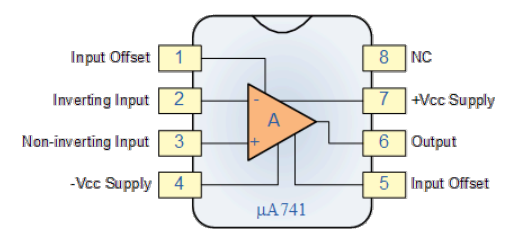 Input Offset 1 8 NC
Inverting Input 2 - 7 +Vcc Supply
A
Non-inverting Input 3 + 6 Output
-Vcc Supply 4 5 Input Offset
µA741